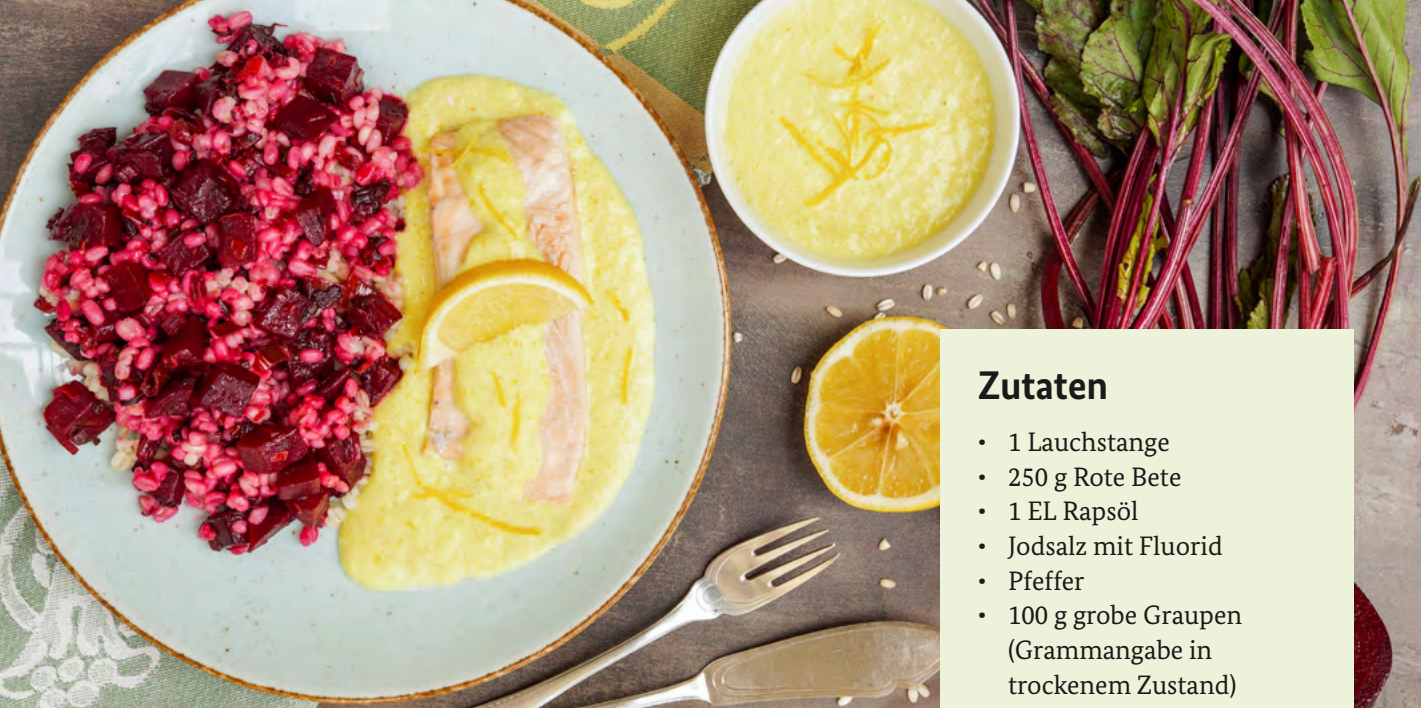 Zutaten
• 1 Lauchstange
• 250 g Rote Bete
• 1 EL Rapsöl
• Jodsalz mit Fluorid
• Pfeffer
• 100 g grobe Graupen
(Grammangabe in
trockenem Zustand)